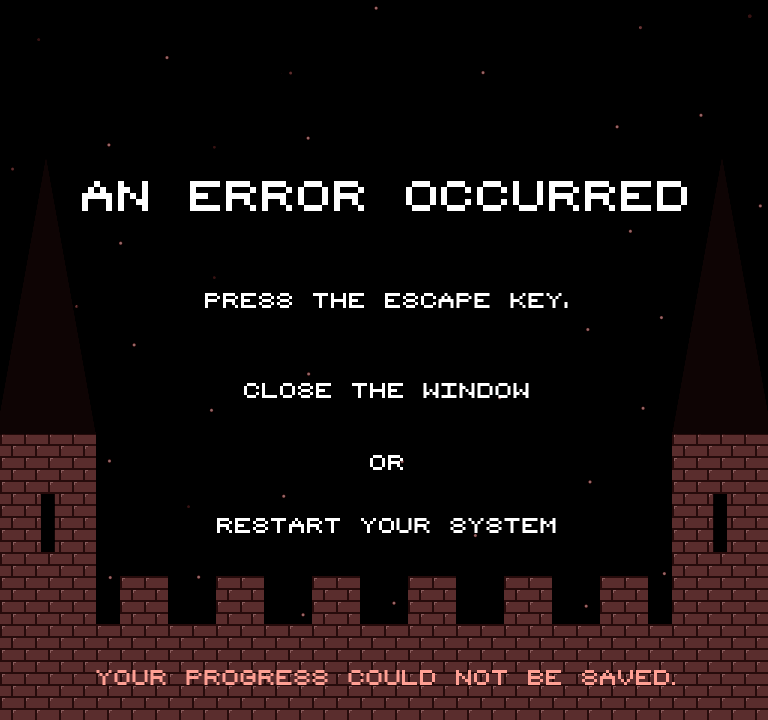 AN ERROR OCCURRED
PRESS THE ESCAPE KEY.
CLOSE THE WINDOW
OR
RESTART YOUR SYSTEM
YOUR PROGRESS COULD NOT BE SAVED.